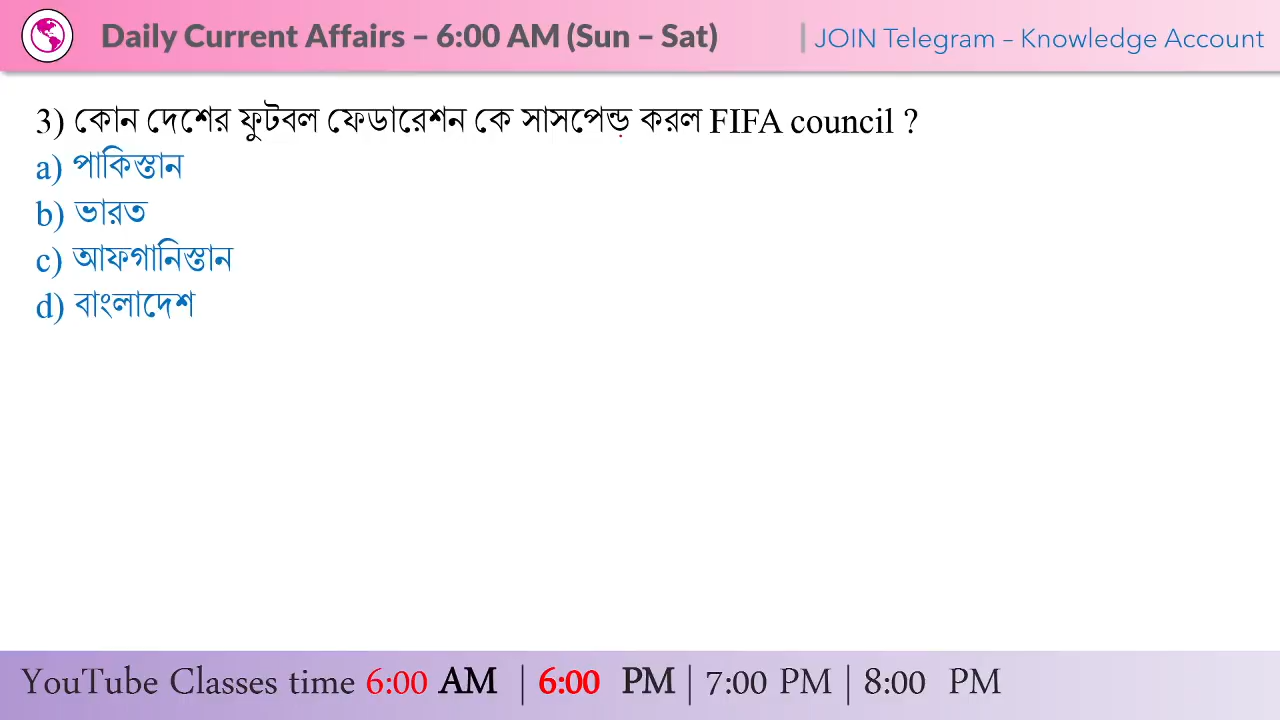 Daily Current Affairs – 6:00 AM (Sun – Sat) | JOIN Telegram – Knowledge Account
3) কোন দেশের ফুটবল ফেডারেশন কে সাসপেন্ড় করল FIFA council ?
a) পাকিস্তান
b) ভারত
c) আফগানিস্তান
d) বাংলাদেশ
YouTube Classes time 6:00 AM | 6:00 PM | 7:00 PM | 8:00 PM